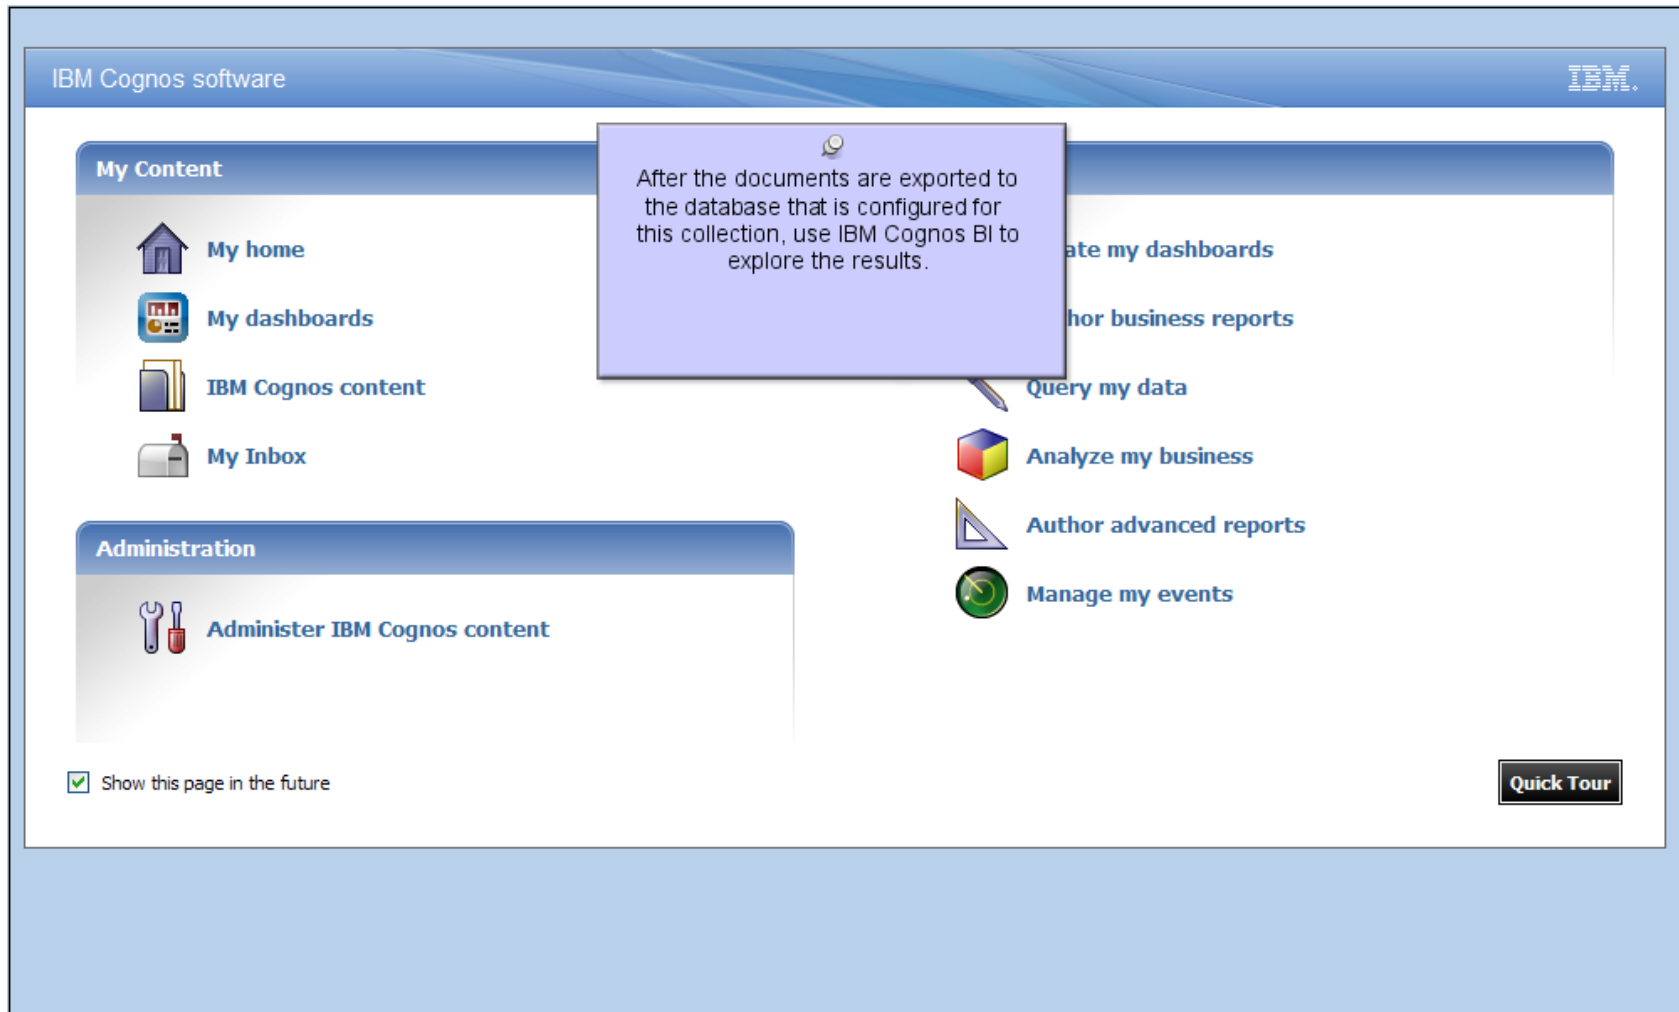 IBM Cognos software
IBM.
My Content
After the documents are exported to
the database that is configured for
this collection, use IBM Cognos BI to
explore the results.
My home
My dashboards
IBM Cognos content
My Inbox
my dashboards
business reports
Query my data
Analyze my business
Author advanced reports
Manage my events
Administration
Administer IBM Cognos content
Show this page in the future
Quick Tour